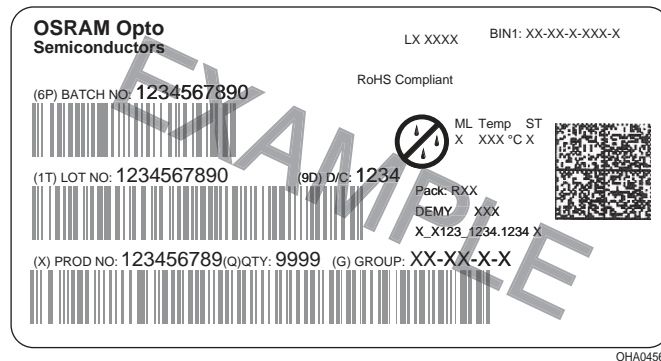 OSRAM Opto
Semiconductors
LX XXXX
BIN1: XX-XX-X-XXX-X
RoHS Compliant
(6P) BATCH NO: 1234567890
ML Temp ST
X XXX °C X
(1T) LOT NO: 1234567890 (9D) D/C: 1234
Pack: RXX
DEMY XXX
X_X123_1234.1234 X
(X) PROD NO: 123456789(Q)QTY: 9999 (G) GROUP: XX-XX-X-X
EXAMPLE